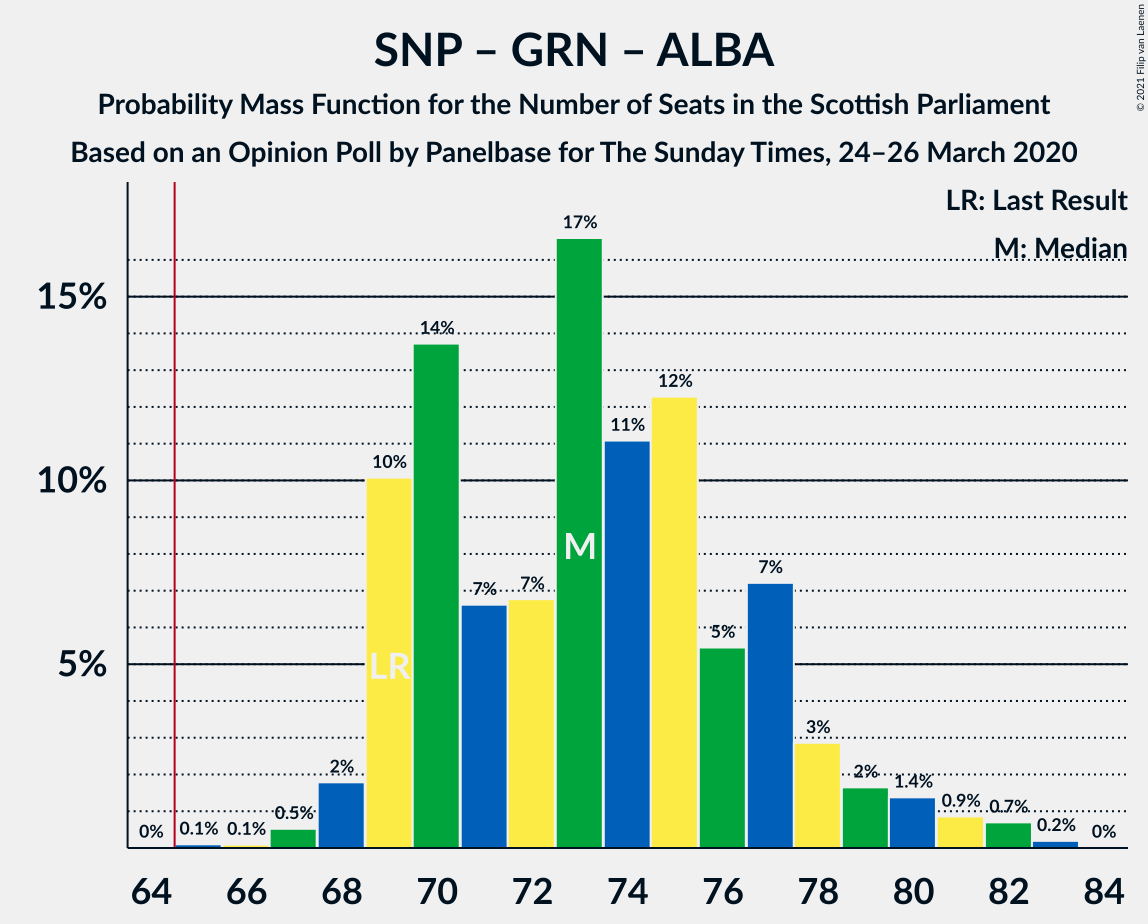 SNP – GRN – ALBA
Probability Mass Function for the Number of Seats in the Scottish Parliament
Based on an Opinion Poll by Panelbase for The Sunday Times, 24–26 March 2020
© 2021 Filip van Laenen
LR: Last Result
M: Median
15%
10%
5%
0%
0.1%
0.1%
0.5%
2%
10%
14%
7%
7%
17%
11%
12%
5%
7%
3%
2%
1.4%
0.9%
0.7%
0.2%
0%
LR
M
64 66 68 70 72 74 76 78 80 82 84